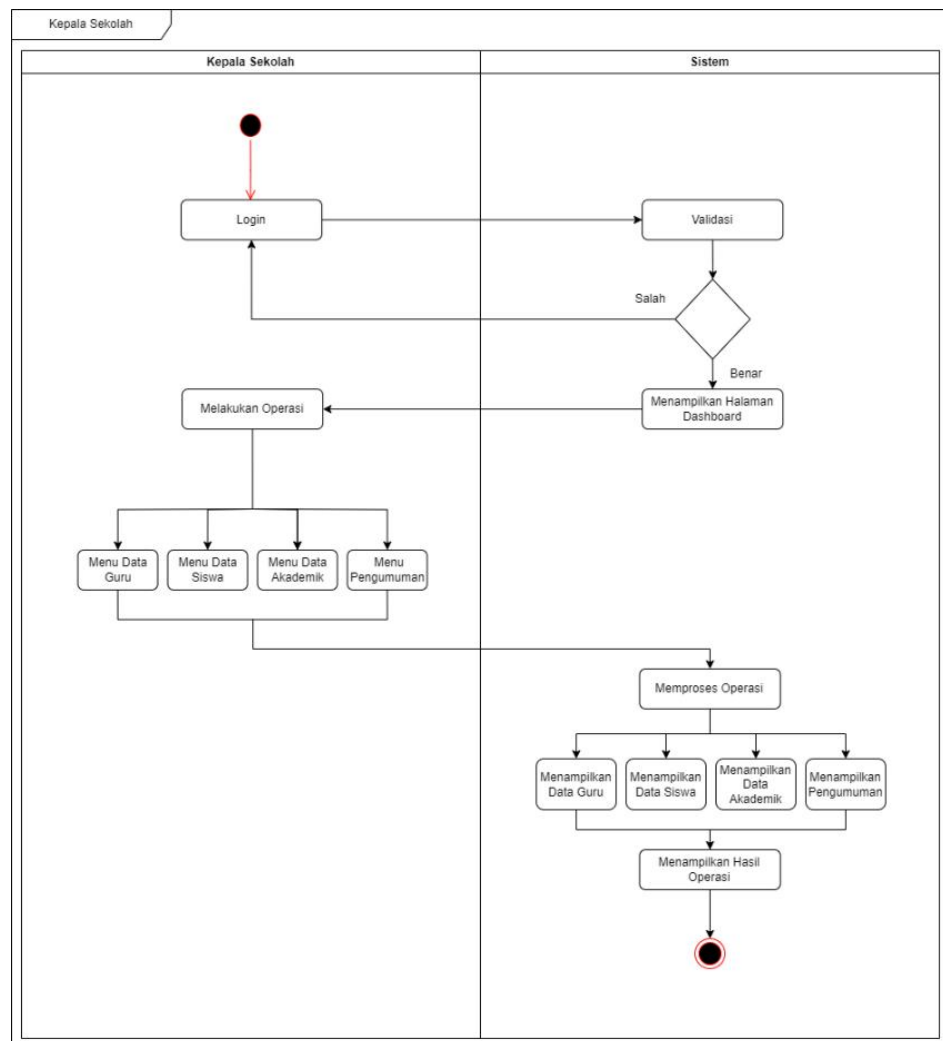 Kepala Sekolah
Kepala Sekolah
Sistem
Login
Validasi
Salah
Benar
Melakukan Operasi
Menampilkan Halaman
Dashboard
Menu Data
Guru
Menu Data
Siswa
Menu Data
Akademik
Menu
Pengumuman
Memproses Operasi
Menampilkan
Data Guru
Menampilkan
Data Siswa
Menampilkan
Data
Akademik
Menampilkan
Pengumuman
Menampilkan Hasil
Operasi